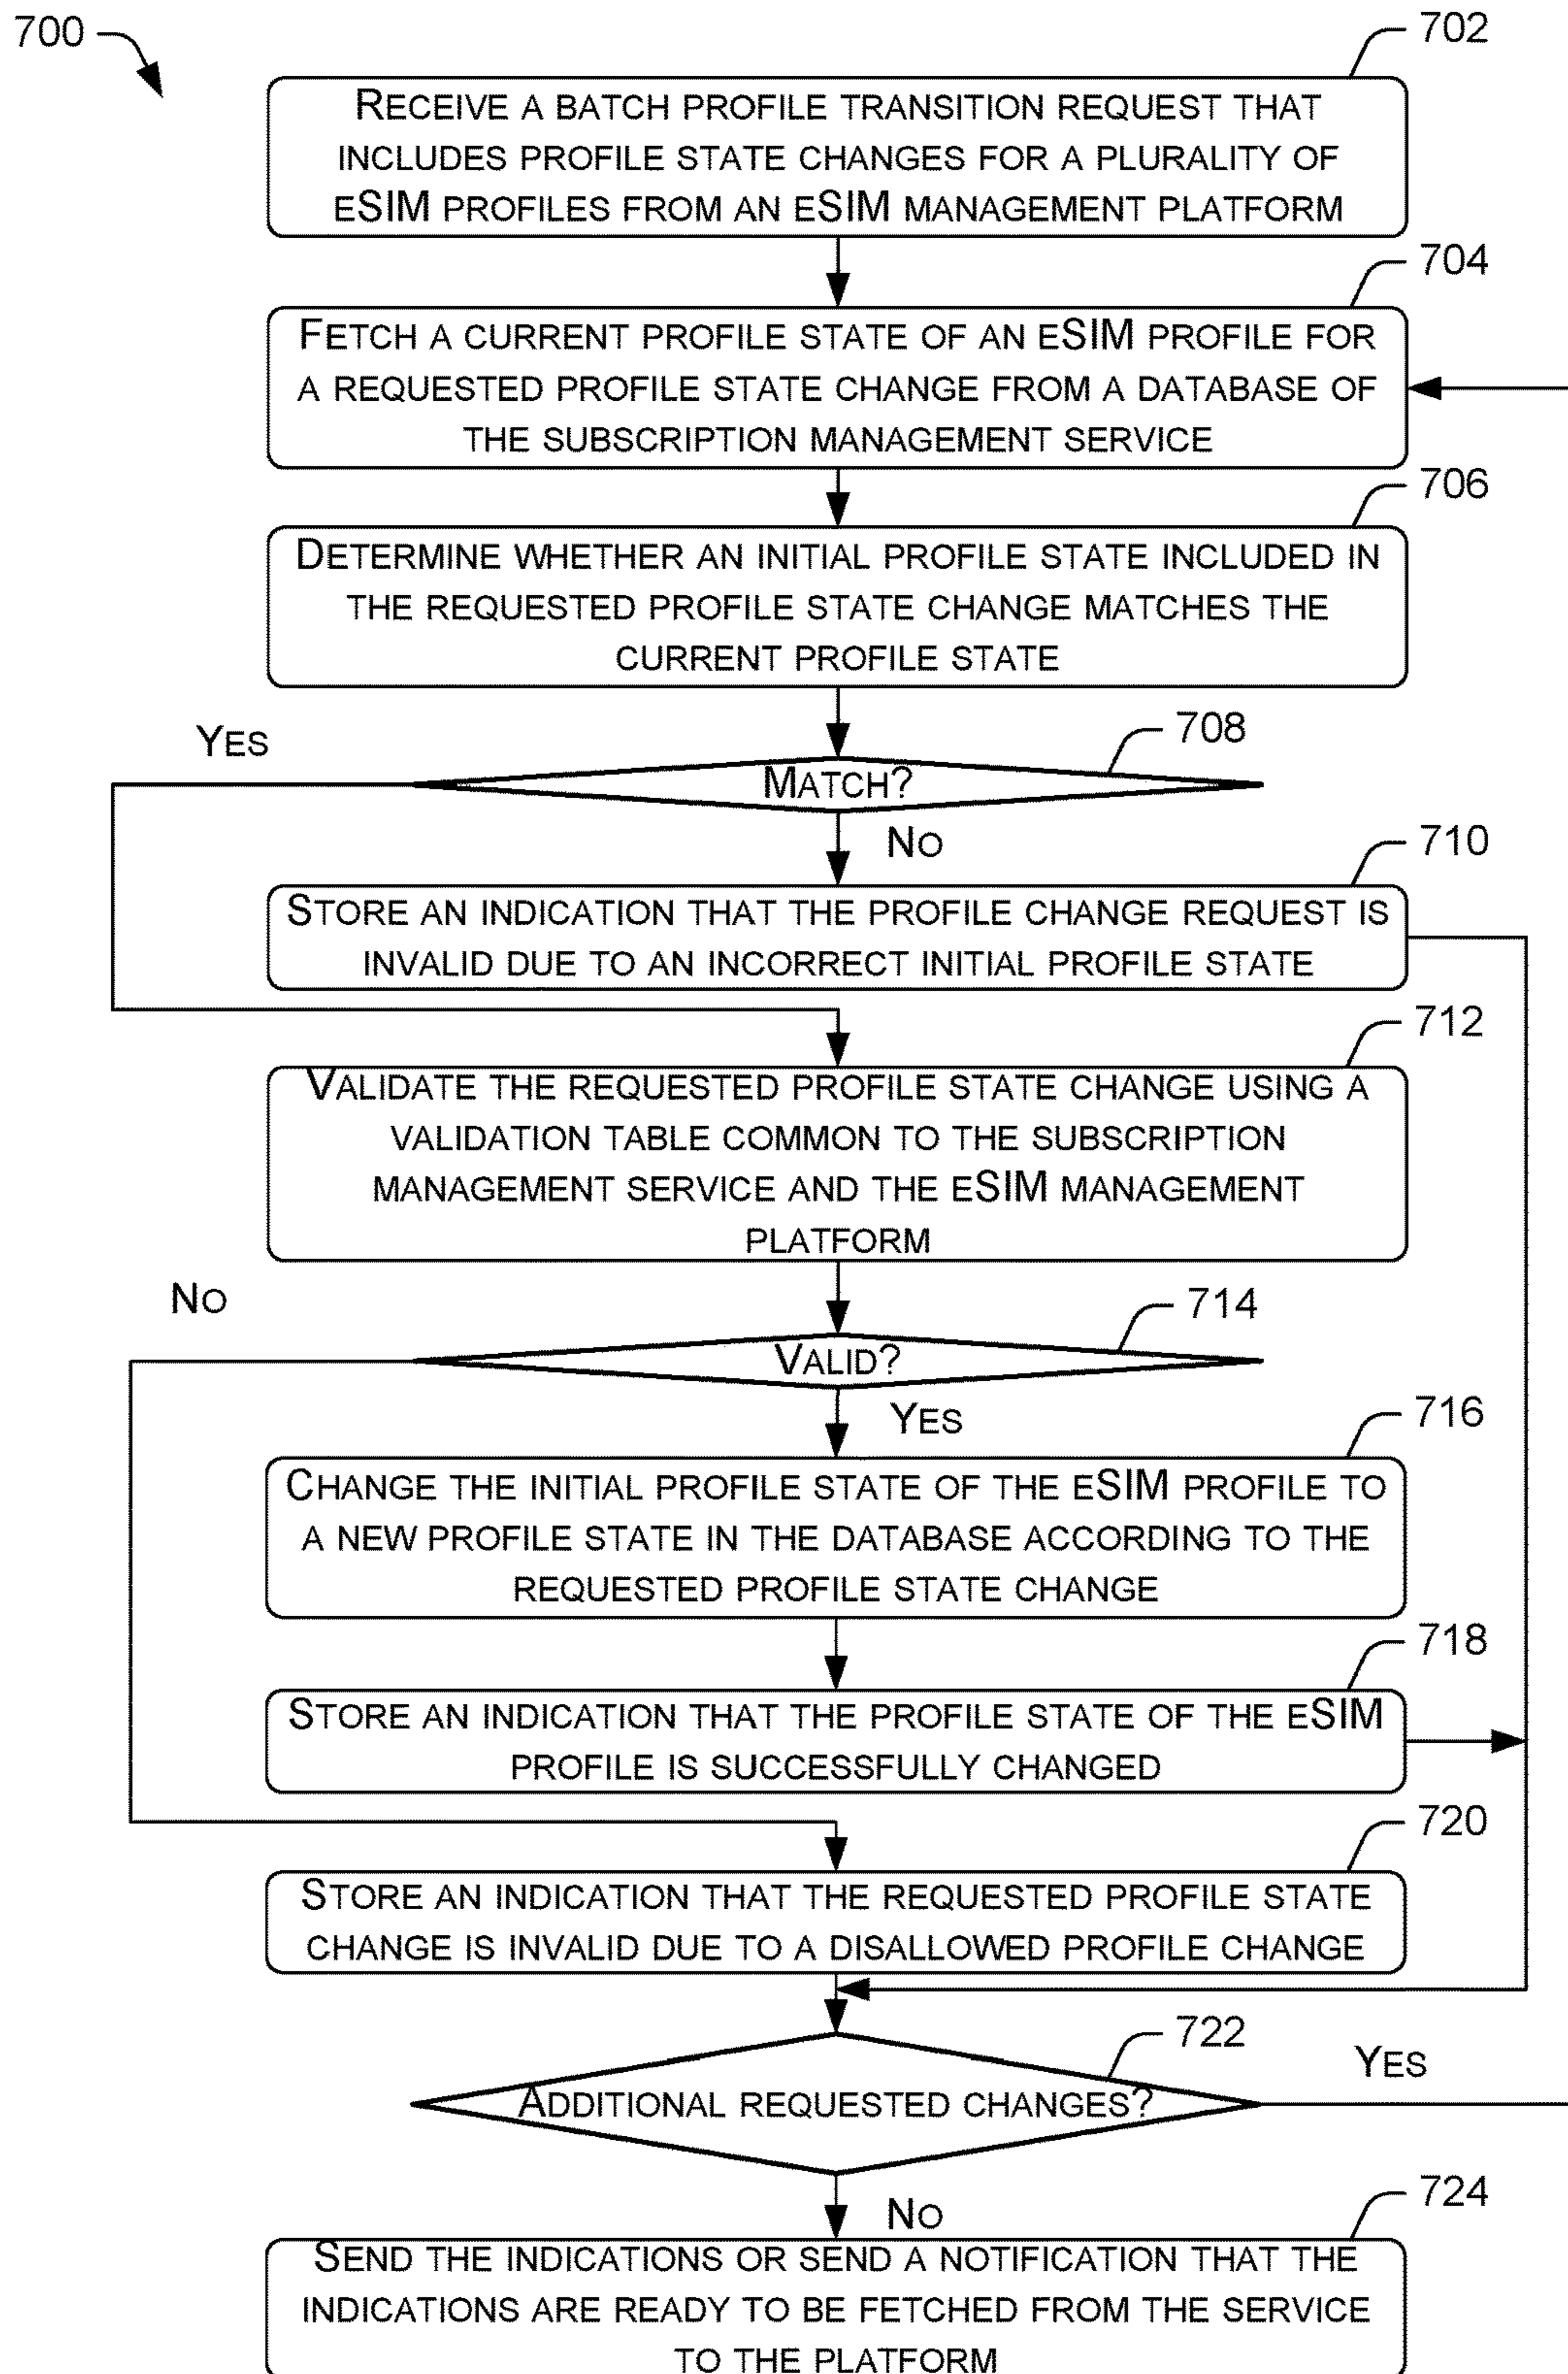 700
702
RECEIVE A BATCH PROFILE TRANSITION REQUEST THAT
INCLUDES PROFILE STATE CHANGES FOR A PLURALITY OF
ESIM PROFILES FROM AN ESIM MANAGEMENT PLATFORM
704
FETCH A CURRENT PROFILE STATE OF AN ESIM PROFILE FOR
A REQUESTED PROFILE STATE CHANGE FROM A DATABASE OF
THE SUBSCRIPTION MANAGEMENT SERVICE
706
DETERMINE WHETHER AN INITIAL PROFILE STATE INCLUDED IN
THE REQUESTED PROFILE STATE CHANGE MATCHES THE
CURRENT PROFILE STATE
708
YES
MATCH?
NO
710
STORE AN INDICATION THAT THE PROFILE CHANGE REQUEST IS
INVALID DUE TO AN INCORRECT INITIAL PROFILE STATE
712
VALIDATE THE REQUESTED PROFILE STATE CHANGE USING A
VALIDATION TABLE COMMON TO THE SUBSCRIPTION
MANAGEMENT SERVICE AND THE ESIM MANAGEMENT
PLATFORM
NO
714
VALID?
YES
716
CHANGE THE INITIAL PROFILE STATE OF THE ESIM PROFILE TO
A NEW PROFILE STATE IN THE DATABASE ACCORDING TO THE
REQUESTED PROFILE STATE CHANGE
718
STORE AN INDICATION THAT THE PROFILE STATE OF THE ESIM
PROFILE IS SUCCESSFULLY CHANGED
720
STORE AN INDICATION THAT THE REQUESTED PROFILE STATE
CHANGE IS INVALID DUE TO A DISALLOWED PROFILE CHANGE
722
YES
ADDITIONAL REQUESTED CHANGES?
NO
724
SEND THE INDICATIONS OR SEND A NOTIFICATION THAT THE
INDICATIONS ARE READY TO BE FETCHED FROM THE SERVICE
TO THE PLATFORM